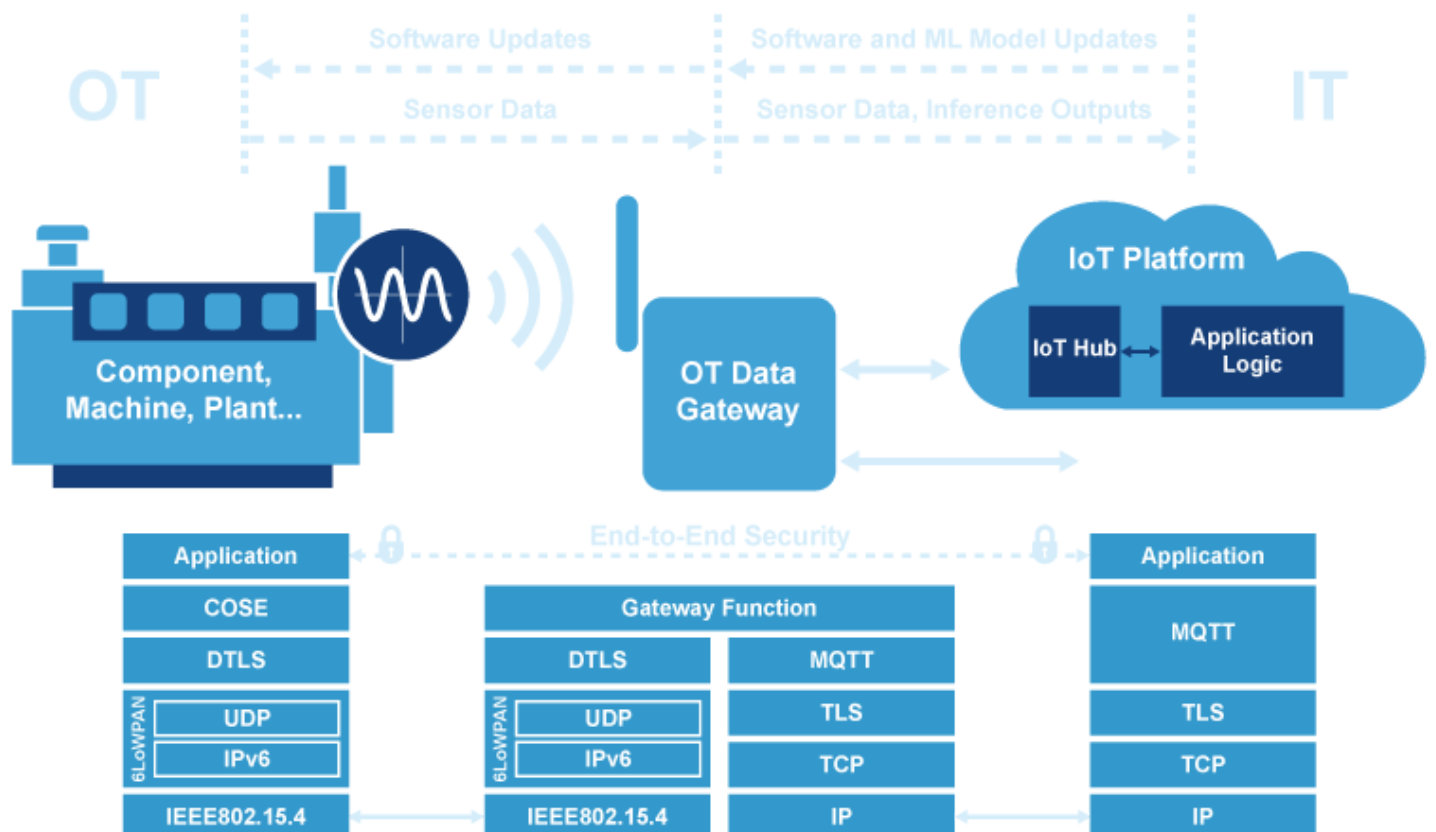 OT
Software Updates
Software and ML Model Updates
IT
Sensor Data
Sensor Data, Inference Outputs
Component,
Machine, Plant...
OT Data
Gateway
IoT Platform
IoT Hub
Application
Logic
End-to-End Security
Application
COSE
DTLS
6LoWPAN
UDP
IPv6
IEEE802.15.4
Gateway Function
DTLS
6LoWPAN
UDP
IPv6
IEEE802.15.4
MQTT
TLS
TCP
IP
Application
MQTT
TLS
TCP
IP